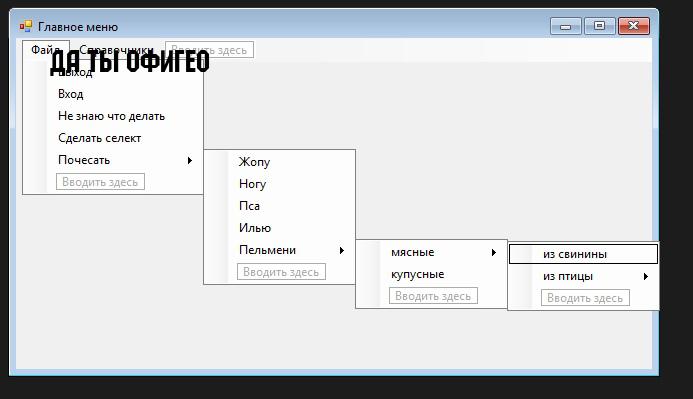 Главное меню
Файл Справочники Вводить здесь
ДА ТЫ ОФИГЕО
Выход
Вход
Не знаю что делать
Сделать селект
Почесать
Вводить здесь
Жопу
Ногу
Пса
Илью
Пельмени
Вводить здесь
мясные
купусные
Вводить здесь
из свинины
из птицы
Вводить здесь